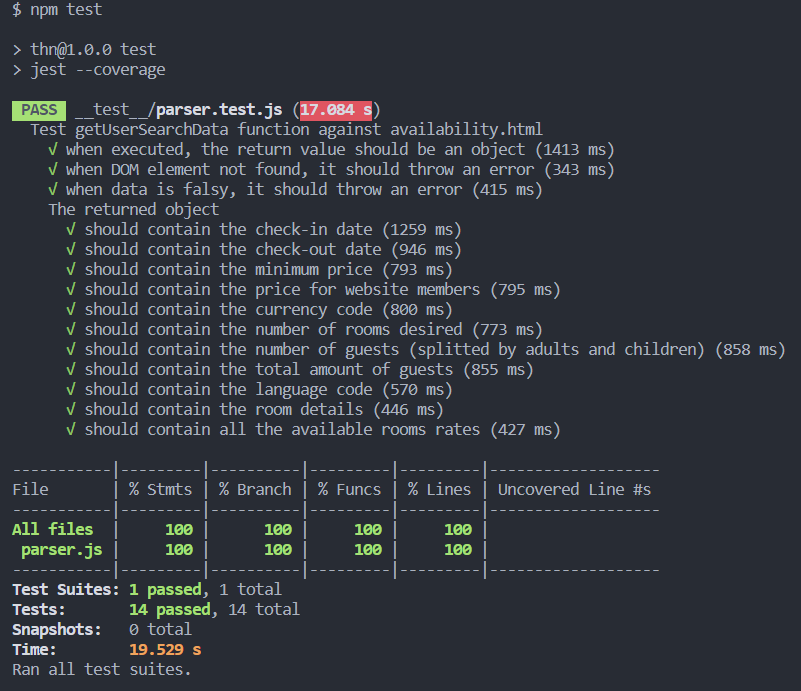 $ npm test
> thn@1.0.0 test
> jest --coverage
PASS __test__/parser.test.js (17.084 s)
Test getUserSearchData function against availability.html
√ when executed, the return value should be an object (1413 ms)
√ when DOM element not found, it should throw an error (343 ms)
√ when data is falsy, it should throw an error (415 ms)
The returned object
√ should contain the check-in date (1259 ms)
√ should contain the check-out date (946 ms)
√ should contain the minimum price (793 ms)
√ should contain the price for website members (795 ms)
√ should contain the currency code (800 ms)
√ should contain the number of rooms desired (773 ms)
√ should contain the number of guests (splitted by adults and children) (858 ms)
√ should contain the total amount of guests (855 ms)
√ should contain the language code (570 ms)
√ should contain the room details (446 ms)
√ should contain all the available rooms rates (427 ms)
-----------|---------|----------|---------|---------|-------------------
File       | % Stmts | % Branch | % Funcs | % Lines | Uncovered Line #s
-----------|---------|----------|---------|---------|-------------------
All files  |     100 |      100 |     100 |     100 |
parser.js |     100 |      100 |     100 |     100 |
-----------|---------|----------|---------|---------|-------------------
Test Suites: 1 passed, 1 total
Tests:       14 passed, 14 total
Snapshots:   0 total
Time:        19.529 s
Ran all test suites.